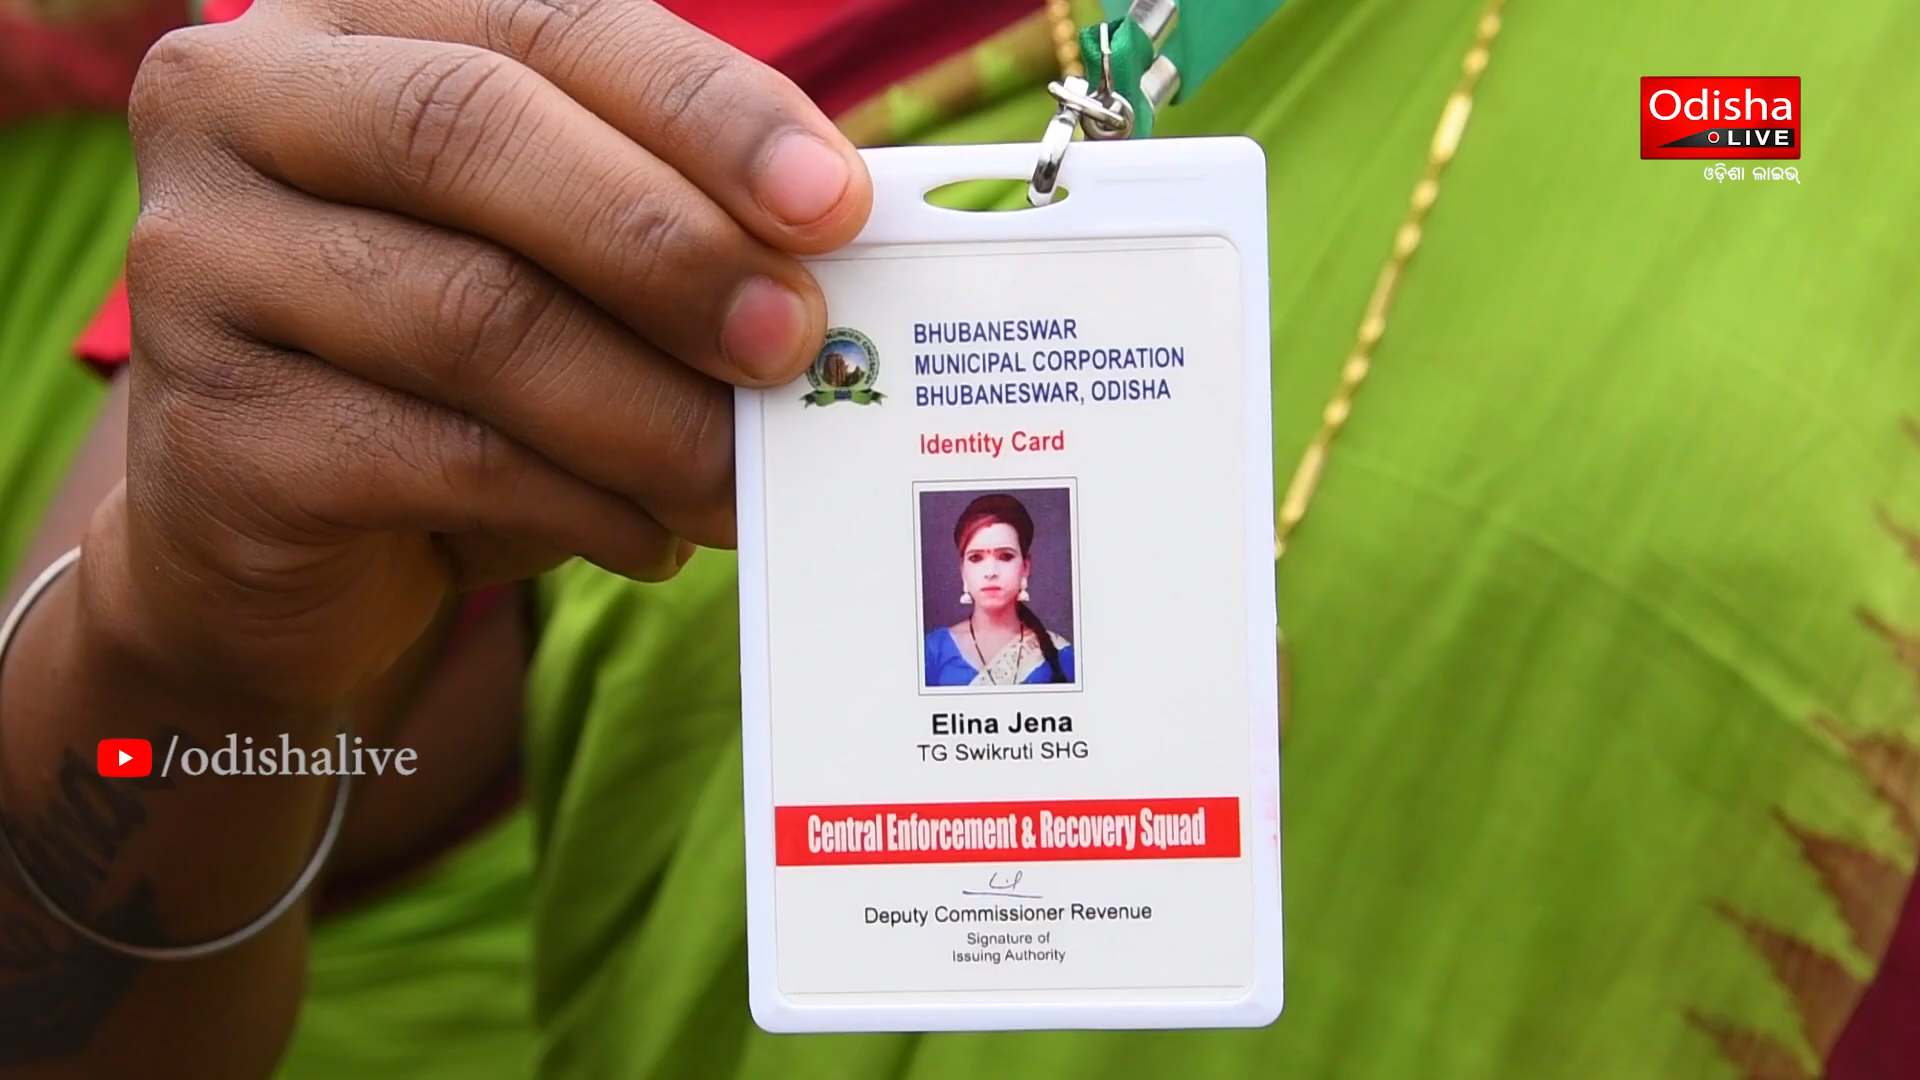 Odisha
LIVE
ଓଡ଼ିଶା ଲାଇଭ୍
BHUBANESWAR
MUNICIPAL CORPORATION
BHUBANESWAR, ODISHA
Identity Card
Elina Jena
TG Swikruti SHG
/odishalive
Central Enforcement & Recovery Squad
Deputy Commissioner Revenue
Signature of
Issuing Authority